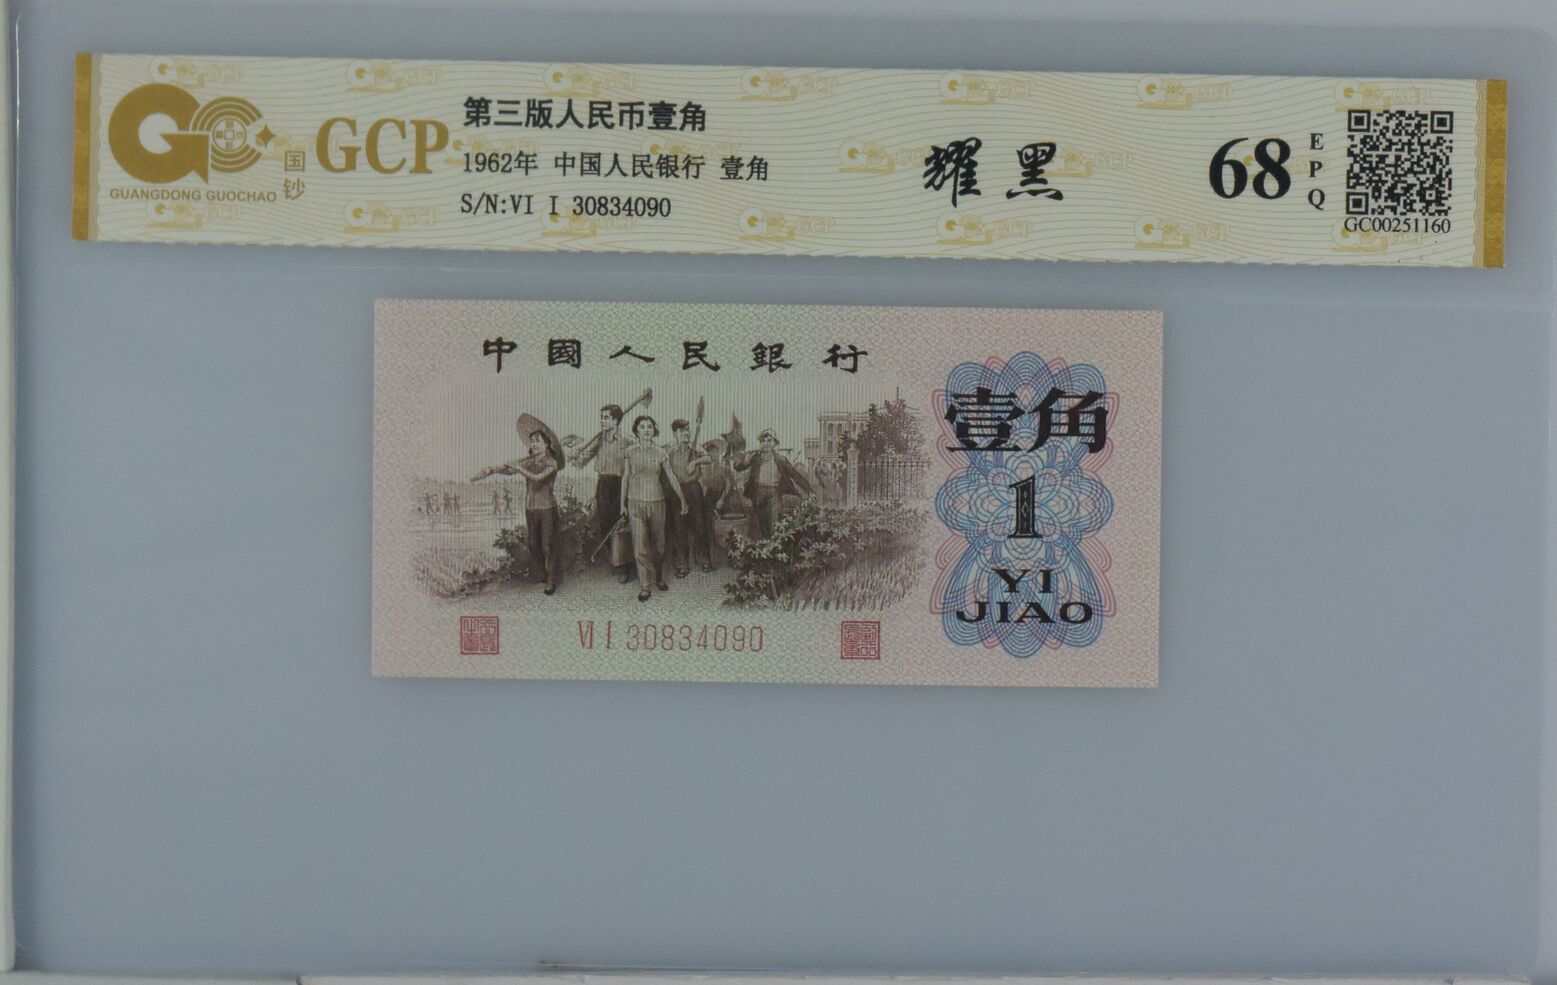 GC
国钞
GUANGDONG GUOCHAO
GCP
第三版人民币壹角
1962年 中国人民银行 壹角
S/N:VI I 30834090
耀黑
68
EPQ
GC00251160
中國人民銀行
壹角
1
YI
JIAO
VI I 30834090